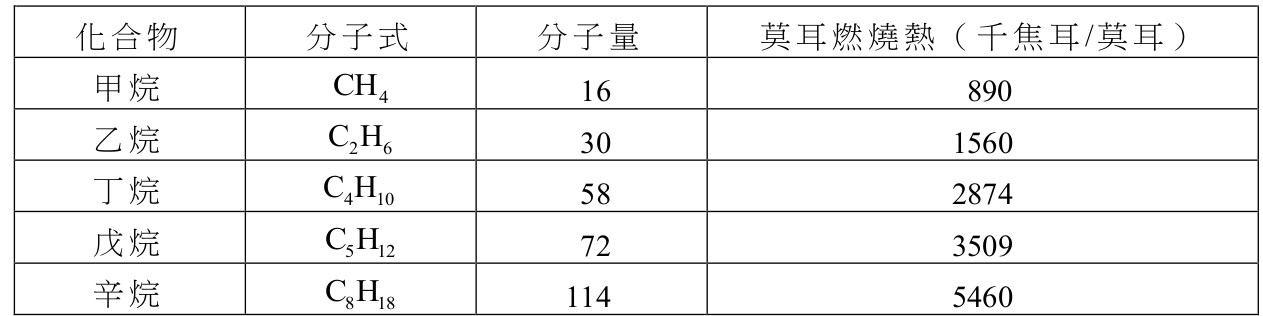 化合物 分子式 分子量 莫耳燃燒熱（千焦耳/莫耳）
甲烷 CH₄ 16 890
乙烷 C₂H₆ 30 1560
丁烷 C₄H₁₀ 58 2874
戊烷 C₅H₁₂ 72 3509
辛烷 C₈H₁₈ 114 5460